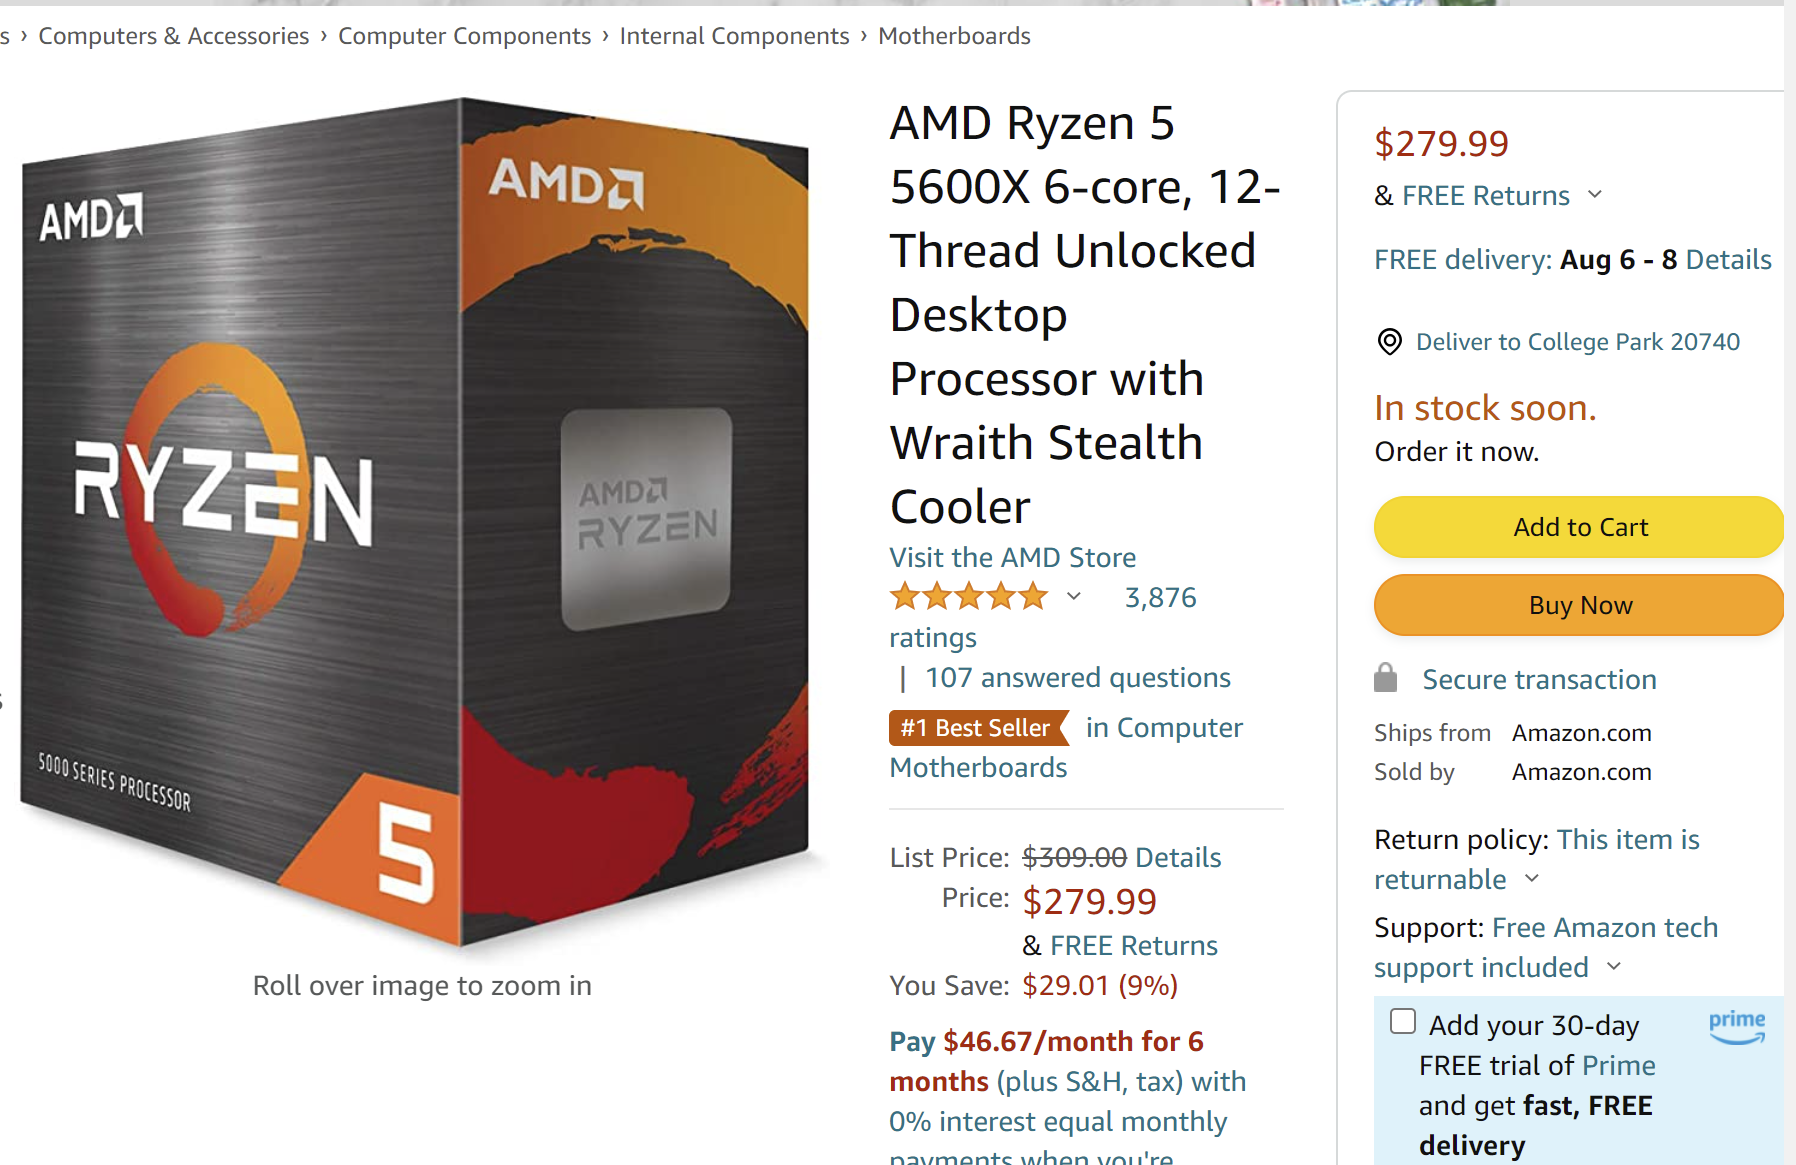 s › Computers & Accessories › Computer Components › Internal Components › Motherboards
AMD
AMD
RYZEN
AMD
RYZEN
5000 SERIES PROCESSOR
5
Roll over image to zoom in
AMD Ryzen 5
5600X 6-core, 12-
Thread Unlocked
Desktop
Processor with
Wraith Stealth
Cooler
Visit the AMD Store
3,876
ratings
| 107 answered questions
#1 Best Seller in Computer
Motherboards
List Price: $309.00 Details
Price: $279.99
& FREE Returns
You Save: $29.01 (9%)
Pay $46.67/month for 6
months (plus S&H, tax) with
0% interest equal monthly
payments when you're
$279.99
& FREE Returns
FREE delivery: Aug 6 - 8 Details
Deliver to College Park 20740
In stock soon.
Order it now.
Add to Cart
Buy Now
Secure transaction
Ships from Amazon.com
Sold by Amazon.com
Return policy: This item is
returnable
Support: Free Amazon tech
support included
Add your 30-day
prime
FREE trial of Prime
and get fast, FREE
delivery